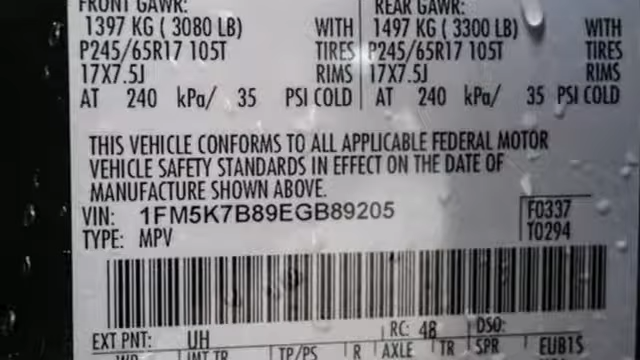 FRONT GAWR: REAR GAWR:
1397 KG ( 3080 LB) WITH 1497 KG ( 3300 LB) WITH
P245/65R17 105T TIRES P245/65R17 105T TIRES
17X7.5J RIMS 17X7.5J RIMS
AT 240 kPa/ 35 PSI COLD AT 240 kPa/ 35 PSI COLD
THIS VEHICLE CONFORMS TO ALL APPLICABLE FEDERAL MOTOR
VEHICLE SAFETY STANDARDS IN EFFECT ON THE DATE OF
MANUFACTURE SHOWN ABOVE.
VIN: 1FM5K7B89EGB89205 F0337
TYPE: MPV T0294
EXT PNT: UH RC: 48 DSO:
WB INT TR TP/PS R AXLE TR SPR EUB15